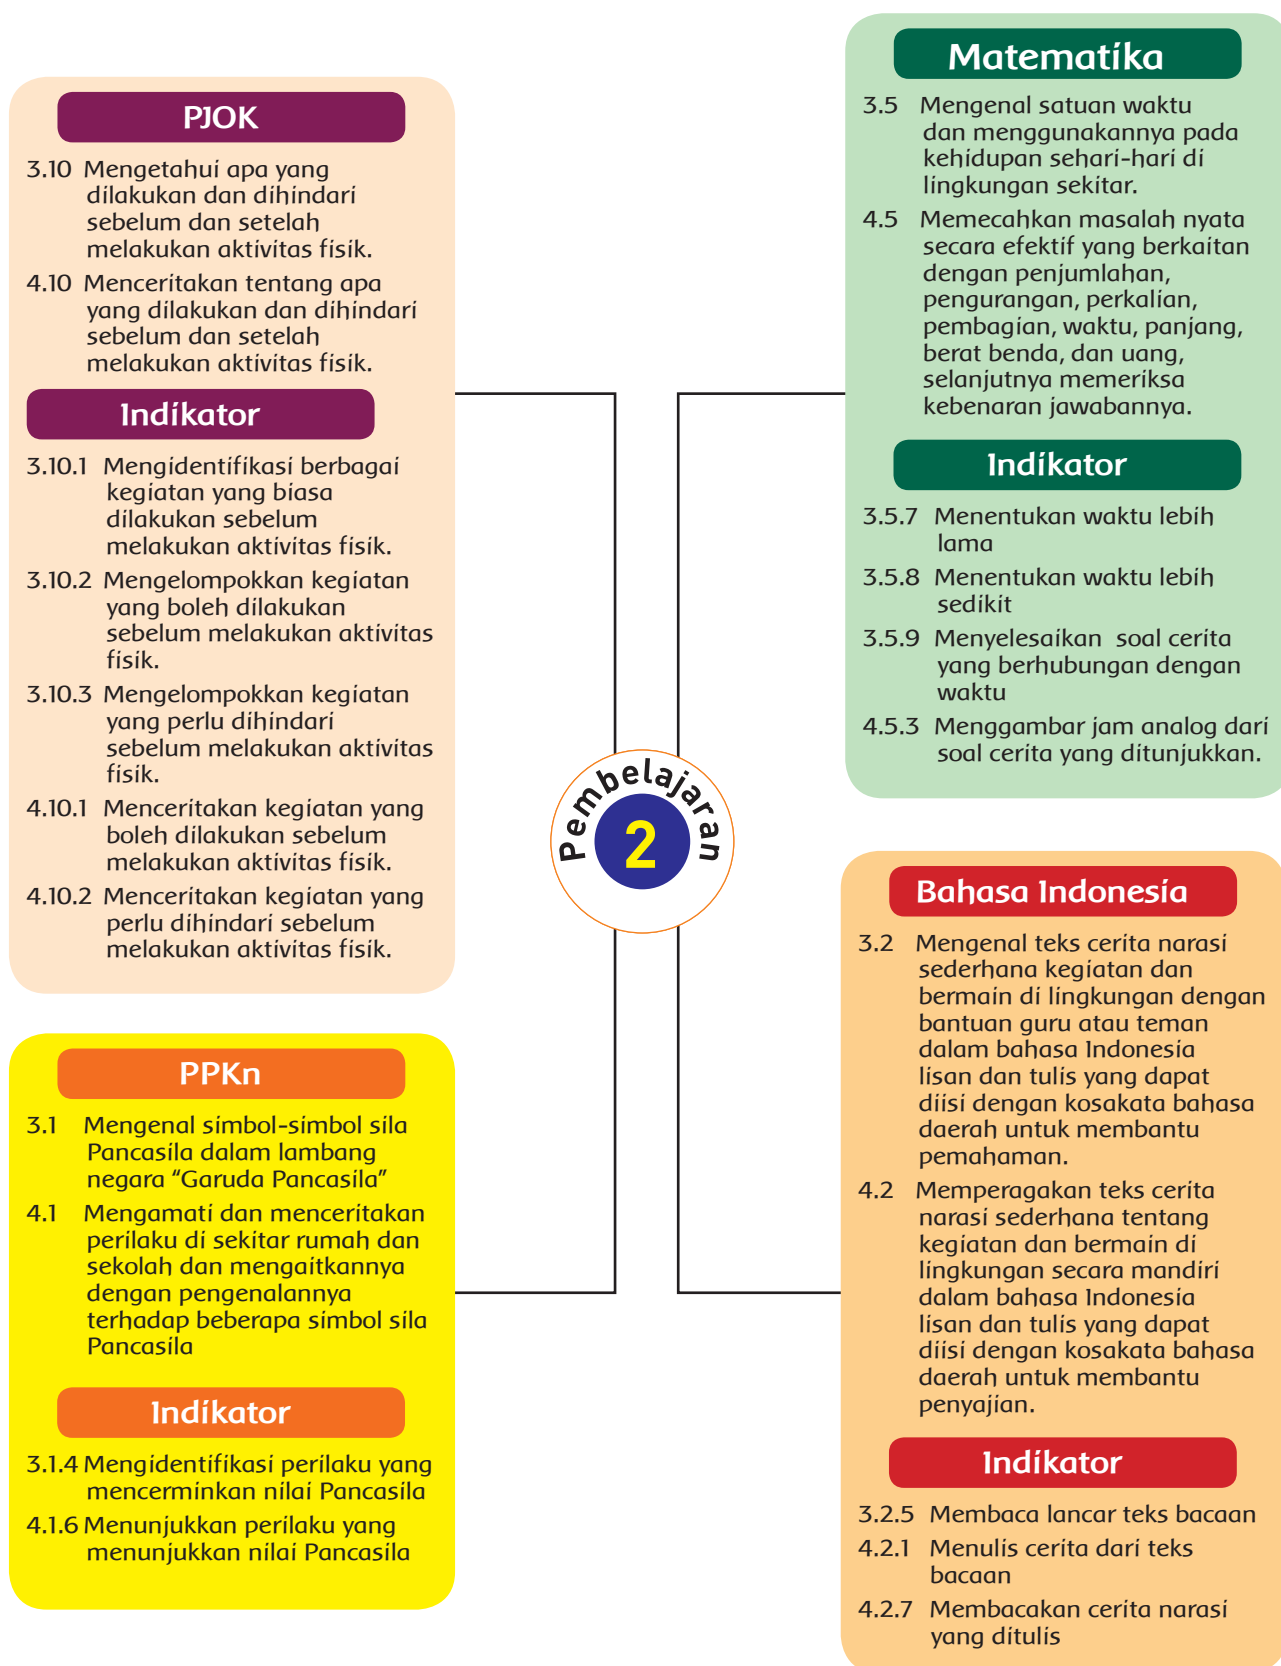 PJOK
3.10 Mengetahui apa yang
dilakukan dan dihindari
sebelum dan setelah
melakukan aktivitas fisik.
4.10 Menceritakan tentang apa
yang dilakukan dan dihindari
sebelum dan setelah
melakukan aktivitas fisik.
Indikator
3.10.1 Mengidentifikasi berbagai
kegiatan yang biasa
dilakukan sebelum
melakukan aktivitas fisik.
3.10.2 Mengelompokkan kegiatan
yang boleh dilakukan
sebelum melakukan aktivitas
fisik.
3.10.3 Mengelompokkan kegiatan
yang perlu dihindari
sebelum melakukan aktivitas
fisik.
4.10.1 Menceritakan kegiatan yang
boleh dilakukan sebelum
melakukan aktivitas fisik.
4.10.2 Menceritakan kegiatan yang
perlu dihindari sebelum
melakukan aktivitas fisik.
PPKn
3.1 Mengenal simbol-simbol sila
Pancasila dalam lambang
negara “Garuda Pancasila”
4.1 Mengamati dan menceritakan
perilaku di sekitar rumah dan
sekolah dan mengaitkannya
dengan pengenalannya
terhadap beberapa simbol sila
Pancasila
Indikator
3.1.4 Mengidentifikasi perilaku yang
mencerminkan nilai Pancasila
4.1.6 Menunjukkan perilaku yang
menunjukkan nilai Pancasila
Pembelajaran
2
Matematika
3.5 Mengenal satuan waktu
dan menggunakannya pada
kehidupan sehari-hari di
lingkungan sekitar.
4.5 Memecahkan masalah nyata
secara efektif yang berkaitan
dengan penjumlahan,
pengurangan, perkalian,
pembagian, waktu, panjang,
berat benda, dan uang,
selanjutnya memeriksa
kebenaran jawabannya.
Indikator
3.5.7 Menentukan waktu lebih
lama
3.5.8 Menentukan waktu lebih
sedikit
3.5.9 Menyelesaikan soal cerita
yang berhubungan dengan
waktu
4.5.3 Menggambar jam analog dari
soal cerita yang ditunjukkan.
Bahasa Indonesia
3.2 Mengenal teks cerita narasi
sederhana kegiatan dan
bermain di lingkungan dengan
bantuan guru atau teman
dalam bahasa Indonesia
lisan dan tulis yang dapat
diisi dengan kosakata bahasa
daerah untuk membantu
pemahaman.
4.2 Memperagakan teks cerita
narasi sederhana tentang
kegiatan dan bermain di
lingkungan secara mandiri
dalam bahasa Indonesia
lisan dan tulis yang dapat
diisi dengan kosakata bahasa
daerah untuk membantu
penyajian.
Indikator
3.2.5 Membaca lancar teks bacaan
4.2.1 Menulis cerita dari teks
bacaan
4.2.7 Membacakan cerita narasi
yang ditulis